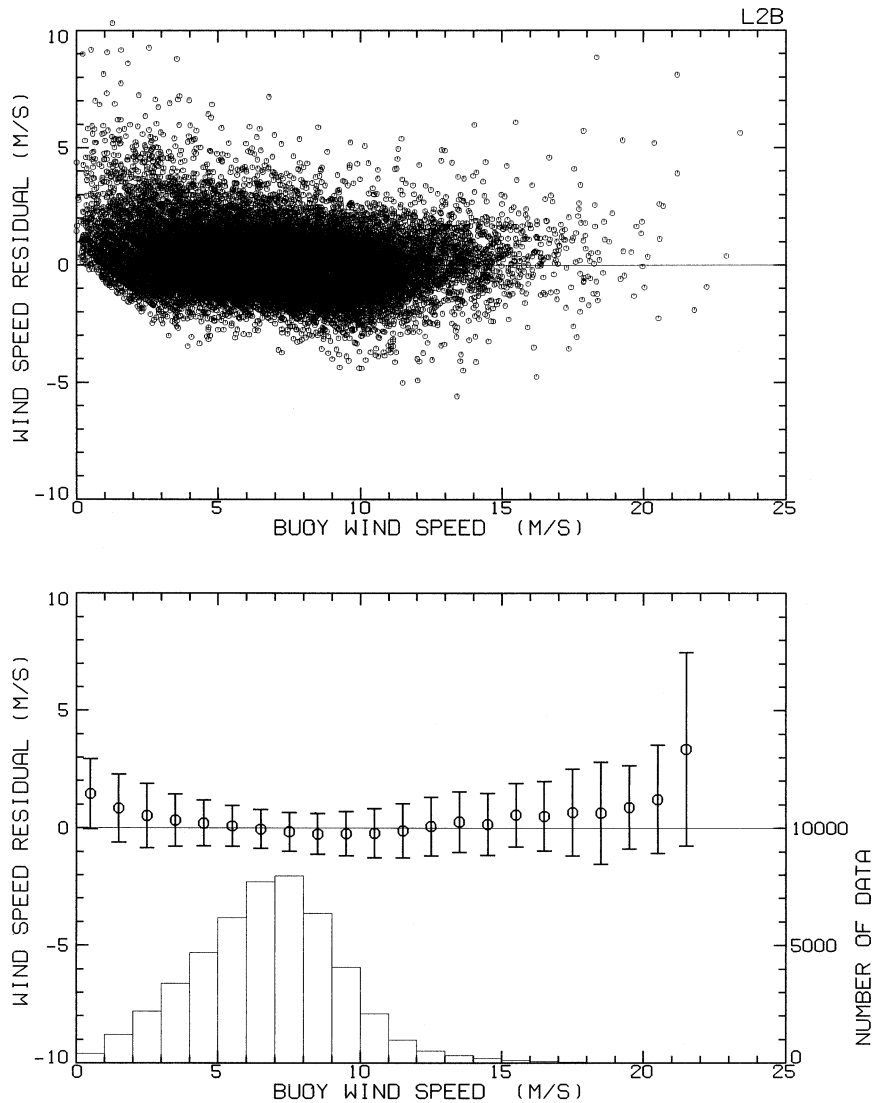 L2B
10
5
0
-5
-10
WIND SPEED RESIDUAL (M/S)
0 5 10 15 20 25
BUOY WIND SPEED (M/S)
10
5
0
-5
-10
WIND SPEED RESIDUAL (M/S)
10000
5000
0
NUMBER OF DATA
0 5 10 15 20 25
BUOY WIND SPEED (M/S)